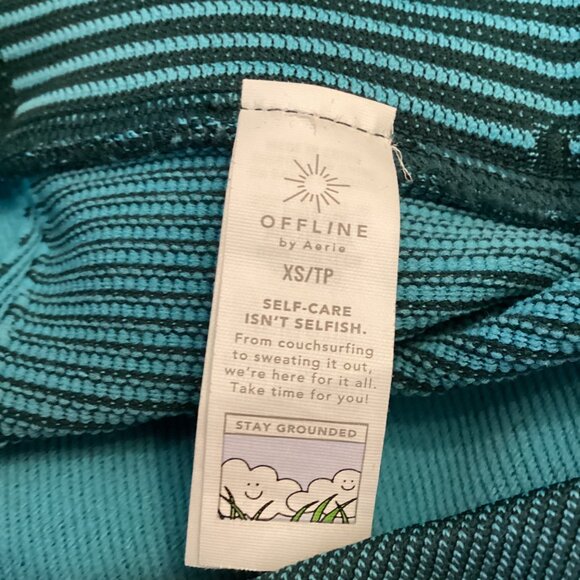 OFFLINE
by Aerie
XS/TP
SELF-CARE
ISN'T SELFISH.
From couchsurfing
to sweating it out,
we're here for it all.
Take time for you!
STAY GROUNDED